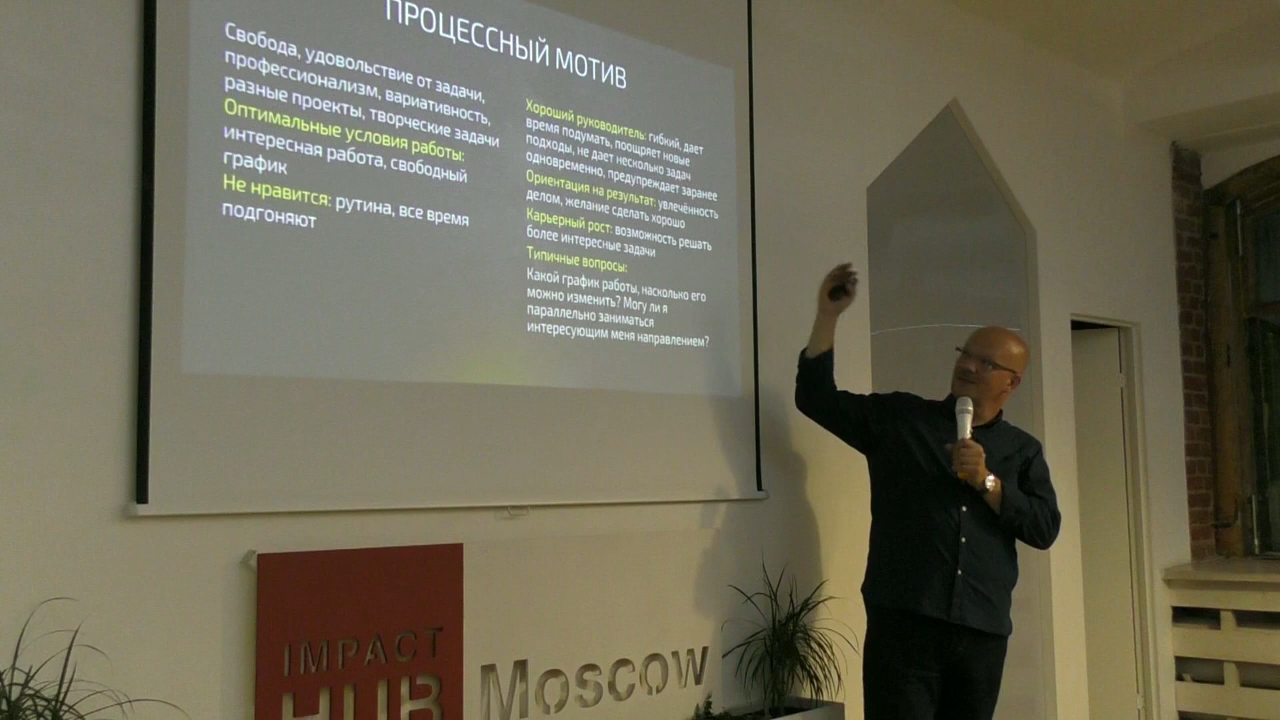 ПРОЦЕССНЫЙ МОТИВ
Свобода, удовольствие от задачи,
профессионализм, вариативность,
разные проекты, творческие задачи
Оптимальные условия работы:
интересная работа, свободный
график
Не нравится: рутина, все время
подгоняют
Хороший руководитель: гибкий, дает
время подумать, поощряет новые
подходы, не дает несколько задач
одновременно, предупреждает заранее
Ориентация на результат: увлечённость
делом, желание сделать хорошо
Карьерный рост: возможность решать
более интересные задачи
Типичные вопросы:
Какой график работы, насколько его
можно изменить? Могу ли я
параллельно заниматься
интересующим меня направлением?
IMPACT
HUB
Moscow